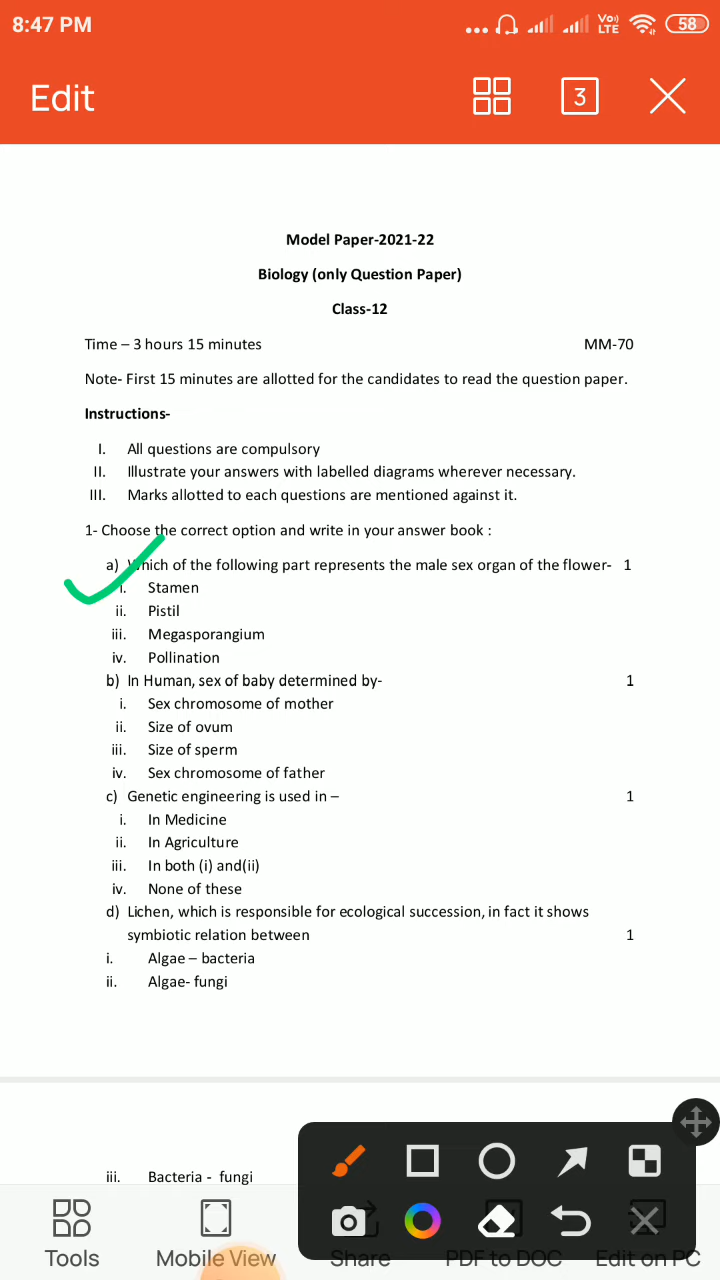 8:47 PM
Vo)) LTE
58
Edit
3
Model Paper-2021-22
Biology (only Question Paper)
Class-12
Time – 3 hours 15 minutes MM-70
Note- First 15 minutes are allotted for the candidates to read the question paper.
Instructions-
I. All questions are compulsory
II. Illustrate your answers with labelled diagrams wherever necessary.
III. Marks allotted to each questions are mentioned against it.
1- Choose the correct option and write in your answer book :
a) Which of the following part represents the male sex organ of the flower- 1
i. Stamen
ii. Pistil
iii. Megasporangium
iv. Pollination
b) In Human, sex of baby determined by- 1
i. Sex chromosome of mother
ii. Size of ovum
iii. Size of sperm
iv. Sex chromosome of father
c) Genetic engineering is used in – 1
i. In Medicine
ii. In Agriculture
iii. In both (i) and(ii)
iv. None of these
d) Lichen, which is responsible for ecological succession, in fact it shows
symbiotic relation between 1
i. Algae – bacteria
ii. Algae- fungi
iii. Bacteria - fungi
Tools Mobile View Share PDF to DOC Edit on PC